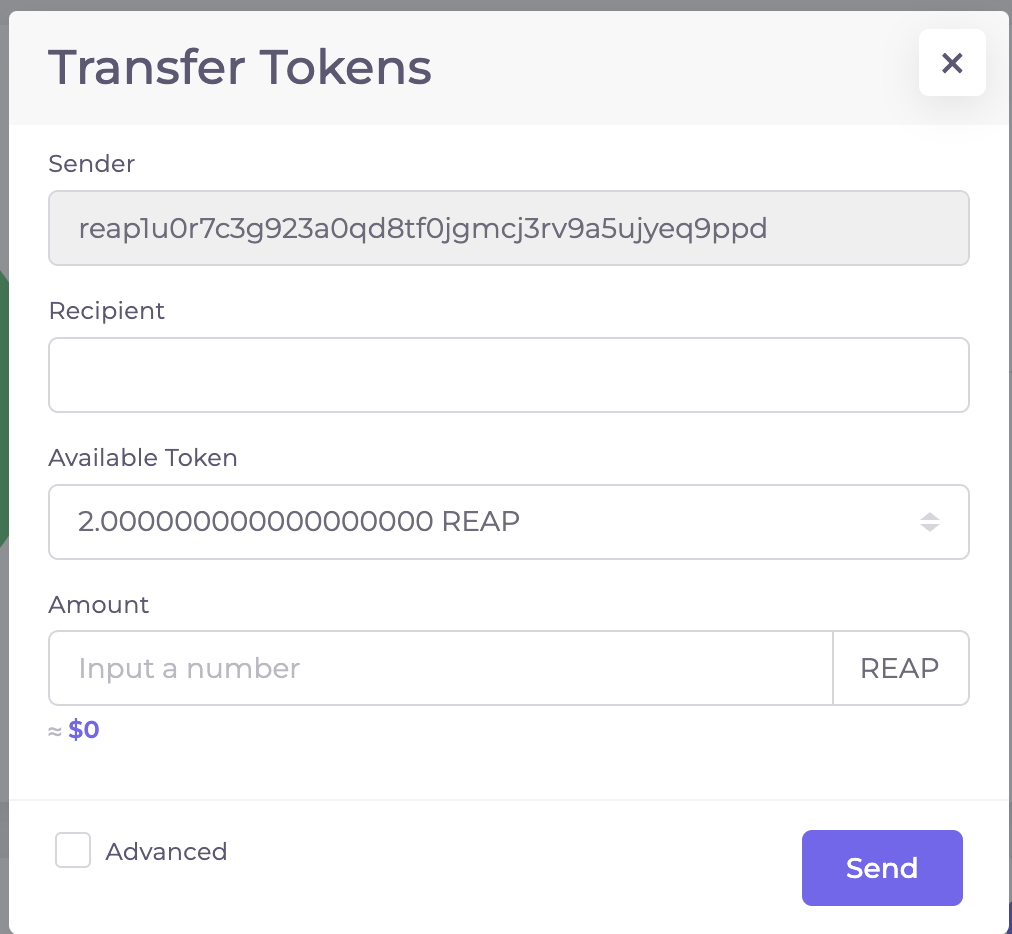 Transfer Tokens
Sender
reap1u0r7c3g923a0qd8tf0jgmcj3rv9a5ujyeq9ppd
Recipient
Available Token
2.000000000000000000 REAP
Amount
Input a number
REAP
≈ $0
Advanced
Send